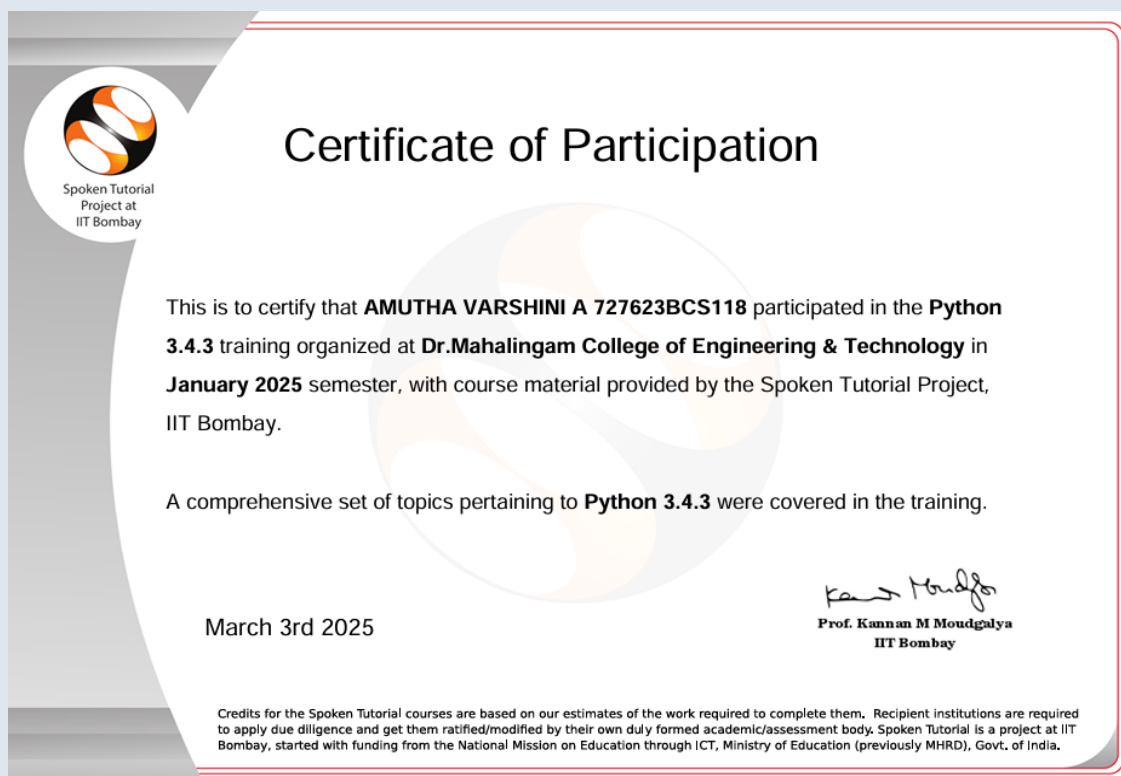 Spoken Tutorial
Project at
IIT Bombay
Certificate of Participation
This is to certify that AMUTHA VARSHINI A 727623BCS118 participated in the Python
3.4.3 training organized at Dr.Mahalingam College of Engineering & Technology in
January 2025 semester, with course material provided by the Spoken Tutorial Project,
IIT Bombay.
A comprehensive set of topics pertaining to Python 3.4.3 were covered in the training.
March 3rd 2025
Prof. Kannan M Moudgalya
IIT Bombay
Credits for the Spoken Tutorial courses are based on our estimates of the work required to complete them. Recipient institutions are required
to apply due diligence and get them ratified/modified by their own duly formed academic/assessment body. Spoken Tutorial is a project at IIT
Bombay, started with funding from the National Mission on Education through ICT, Ministry of Education (previously MHRD), Govt. of India.